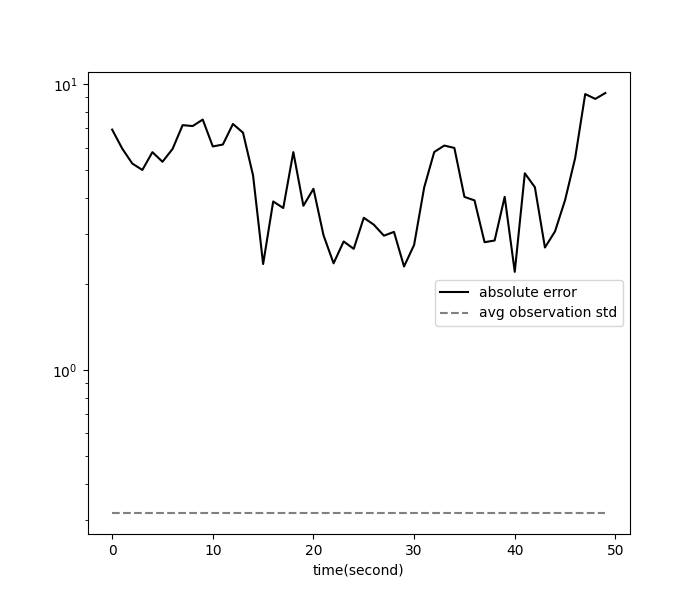 10¹
10⁰
absolute error
avg observation std
0 10 20 30 40 50
time(second)